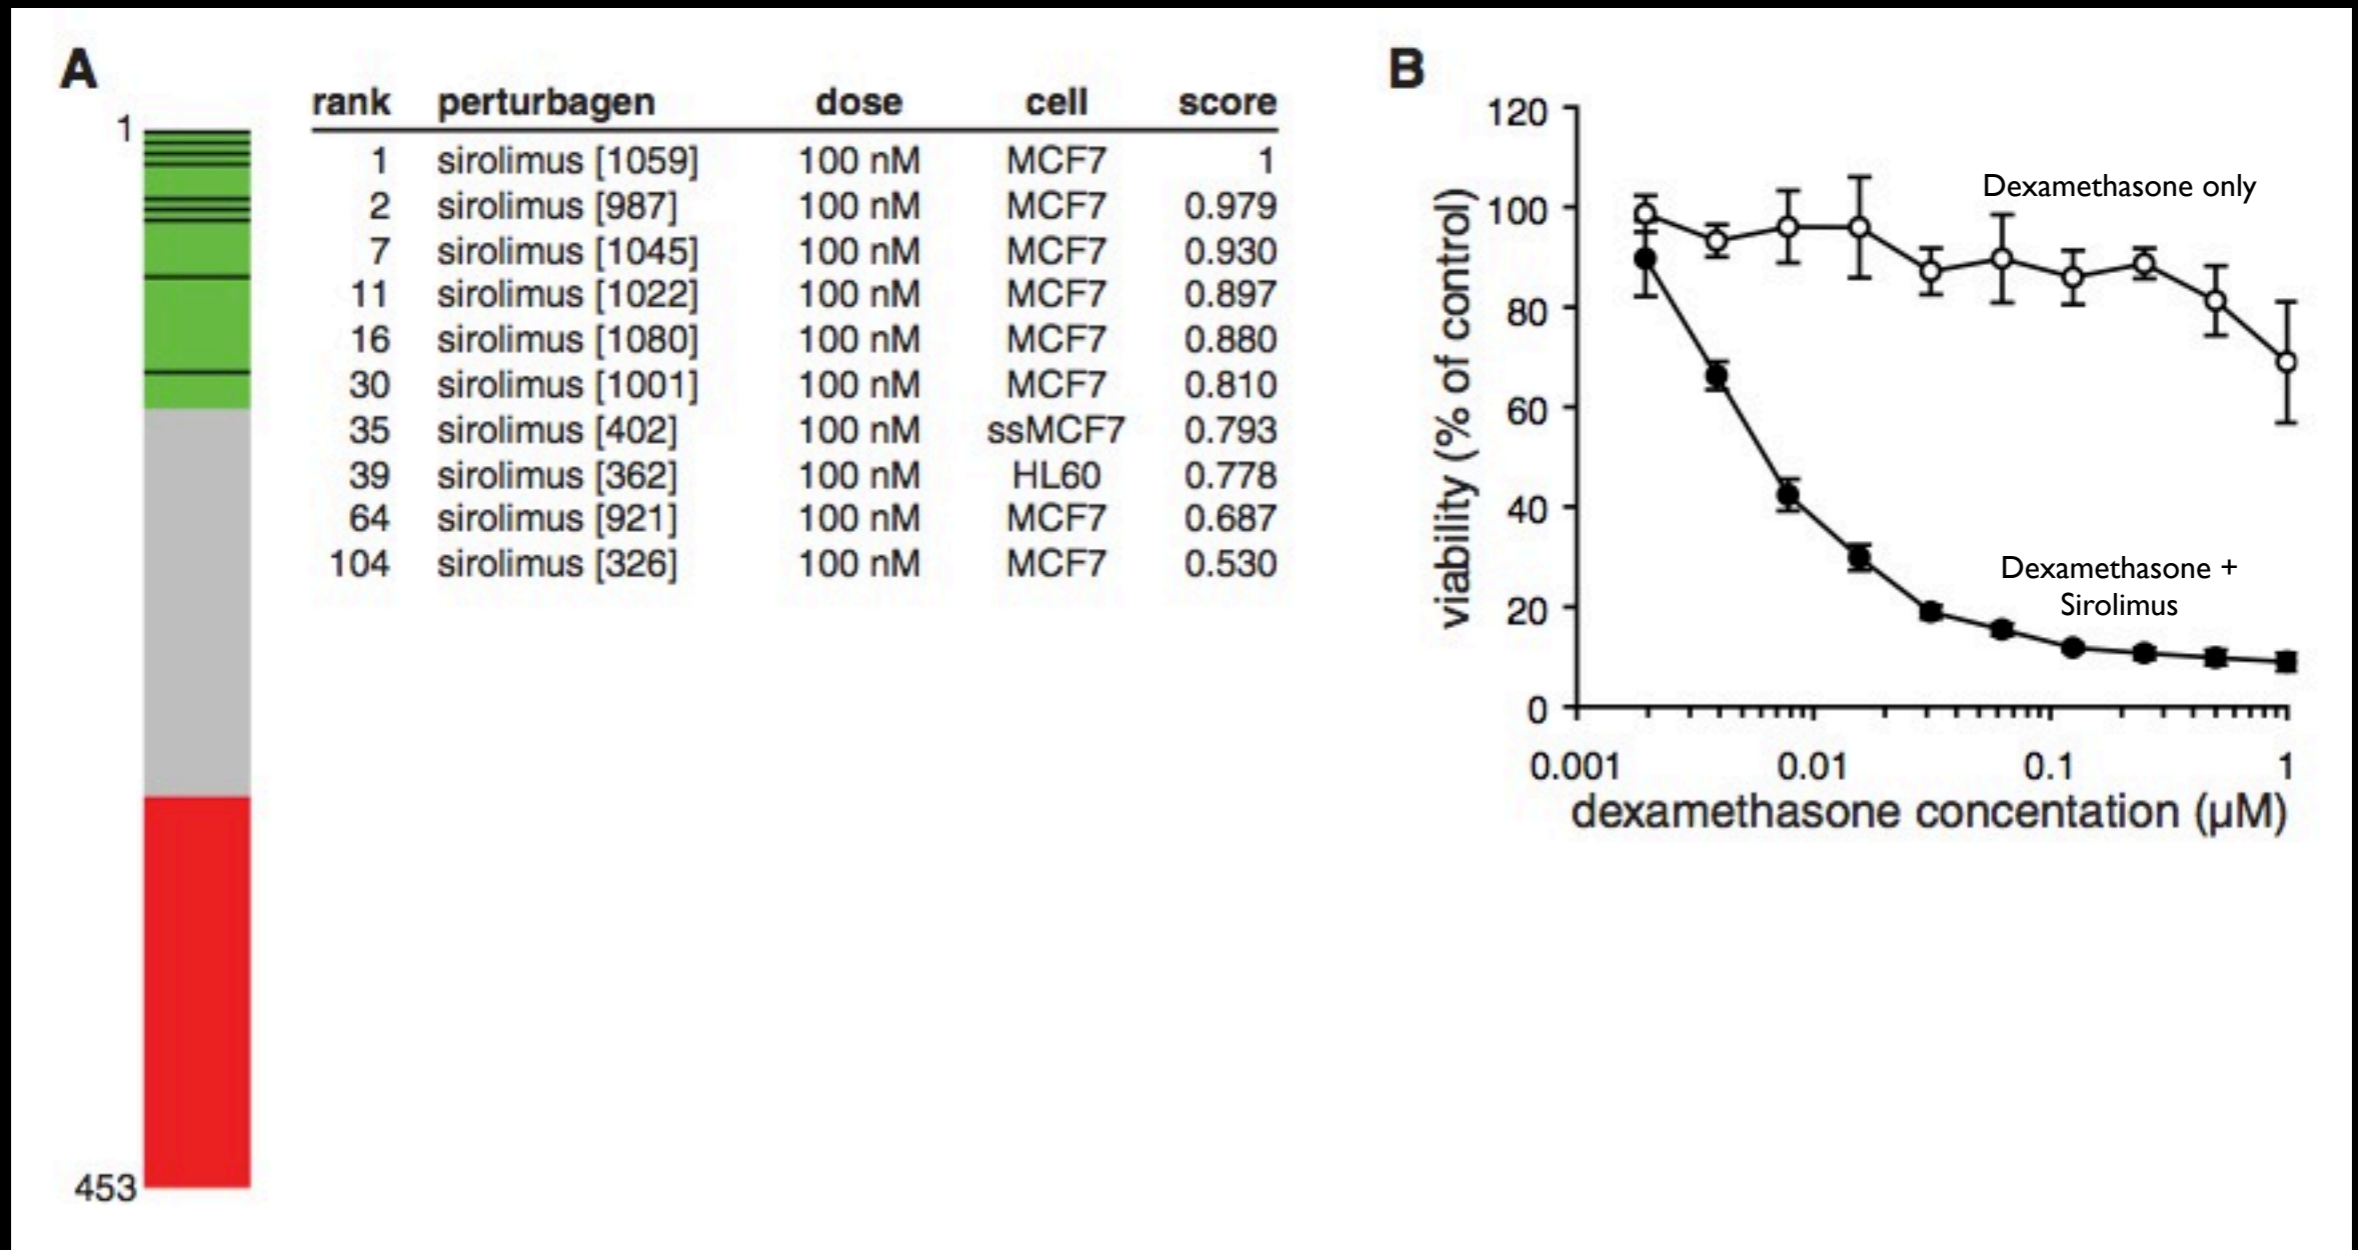 A
1
453
rank perturbagen dose cell score
1 sirolimus [1059] 100 nM MCF7 1
2 sirolimus [987] 100 nM MCF7 0.979
7 sirolimus [1045] 100 nM MCF7 0.930
11 sirolimus [1022] 100 nM MCF7 0.897
16 sirolimus [1080] 100 nM MCF7 0.880
30 sirolimus [1001] 100 nM MCF7 0.810
35 sirolimus [402] 100 nM ssMCF7 0.793
39 sirolimus [362] 100 nM HL60 0.778
64 sirolimus [921] 100 nM MCF7 0.687
104 sirolimus [326] 100 nM MCF7 0.530
B
viability (% of control)
120
100
80
60
40
20
0
Dexamethasone only
Dexamethasone +
Sirolimus
0.001 0.01 0.1 1
dexamethasone concentation (µM)